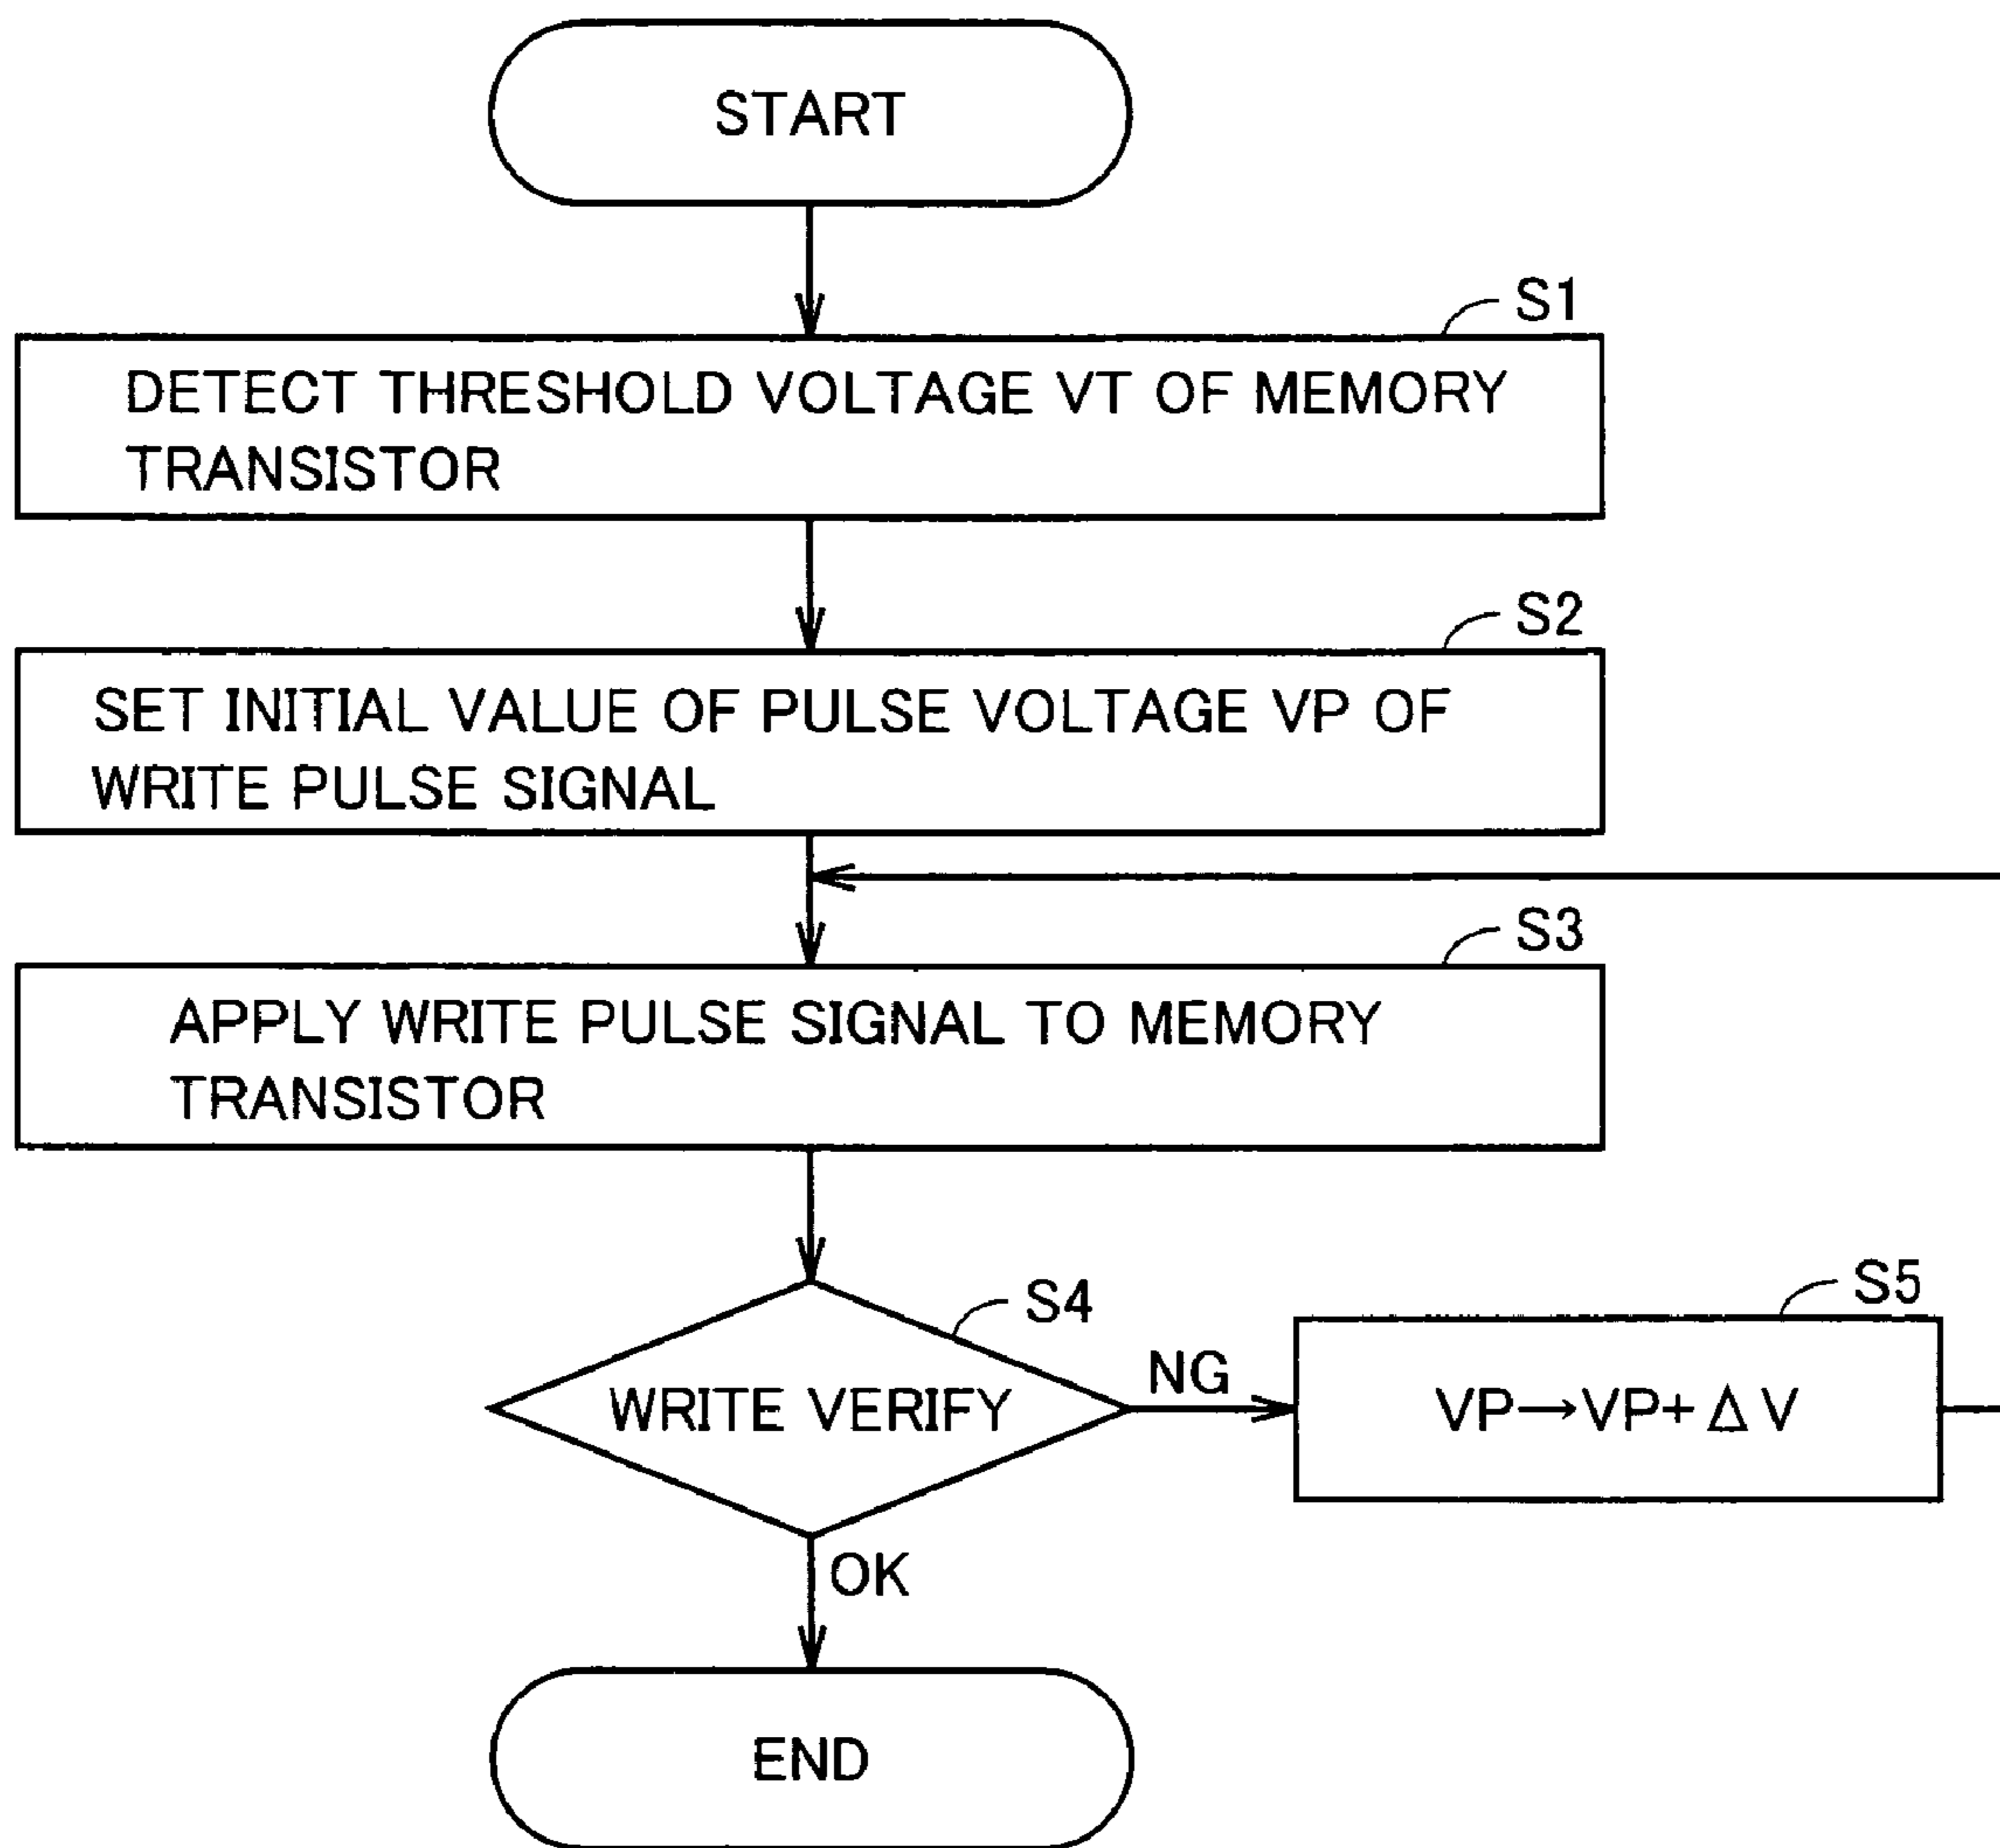 START
S1
DETECT THRESHOLD VOLTAGE VT OF MEMORY
TRANSISTOR
S2
SET INITIAL VALUE OF PULSE VOLTAGE VP OF
WRITE PULSE SIGNAL
S3
APPLY WRITE PULSE SIGNAL TO MEMORY
TRANSISTOR
S4
WRITE VERIFY
NG
S5
VP→VP+ΔV
OK
END